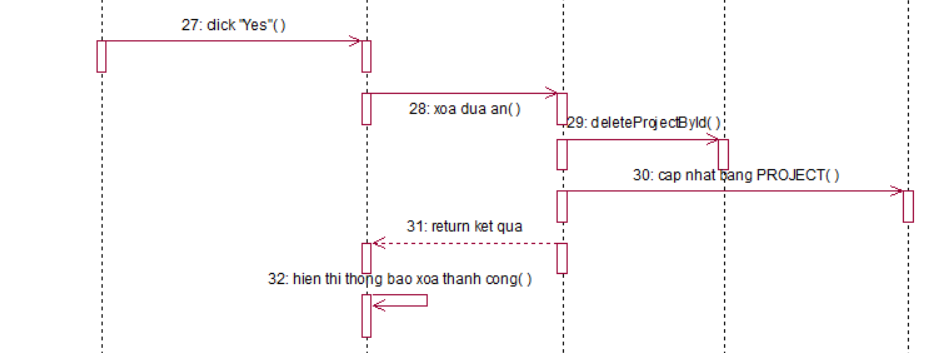 27: click "Yes"( )
28: xoa dua an( )
29: deleteProjectById( )
30: cap nhat bang PROJECT( )
31: return ket qua
32: hien thi thong bao xoa thanh cong( )